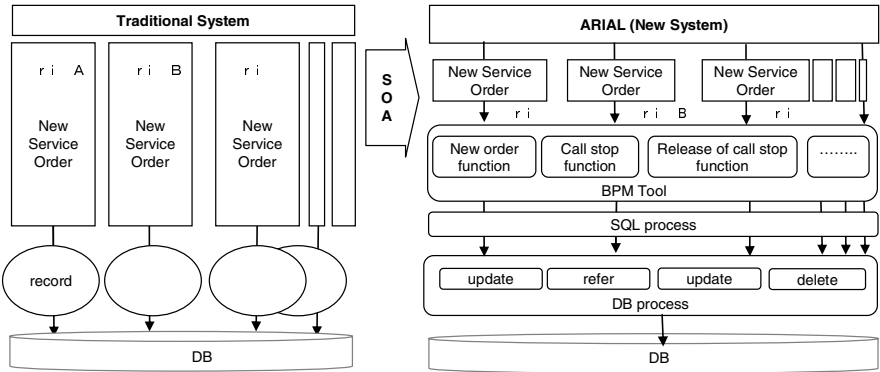 Traditional System
ｒｉ A
ｒｉ B
ｒｉ
New
Service
Order
New
Service
Order
New
Service
Order
record
DB
S
O
A
ARIAL (New System)
New Service
Order
New Service
Order
New Service
Order
ｒｉ
ｒｉ B
ｒｉ
New order
function
Call stop
function
Release of call stop
function
........
BPM Tool
SQL process
update
refer
update
delete
DB process
DB